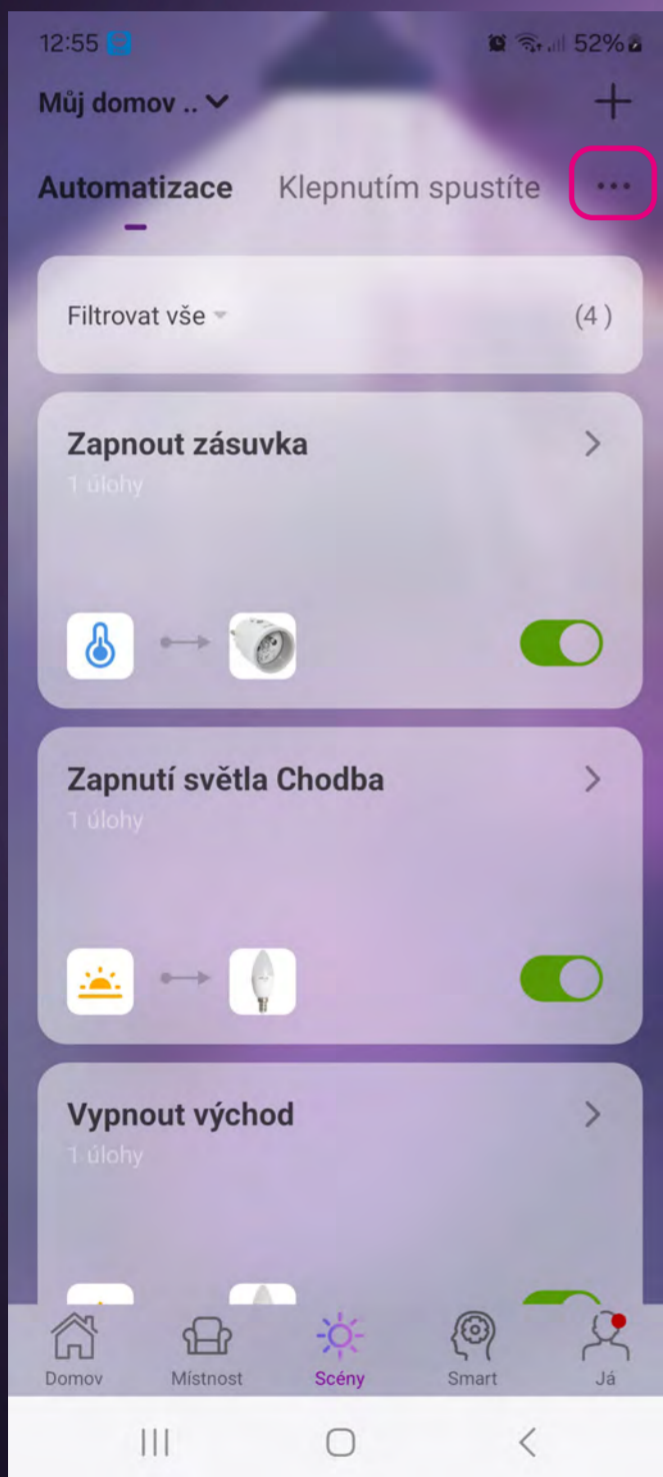 12:55 52%
Můj domov ..
Automatizace Klepnutím spustíte ...
Filtrovat vše (4 )
Zapnout zásuvka
1 úlohy
Zapnutí světla Chodba
1 úlohy
Vypnout východ
1 úlohy
Domov Místnost Scény Smart Já